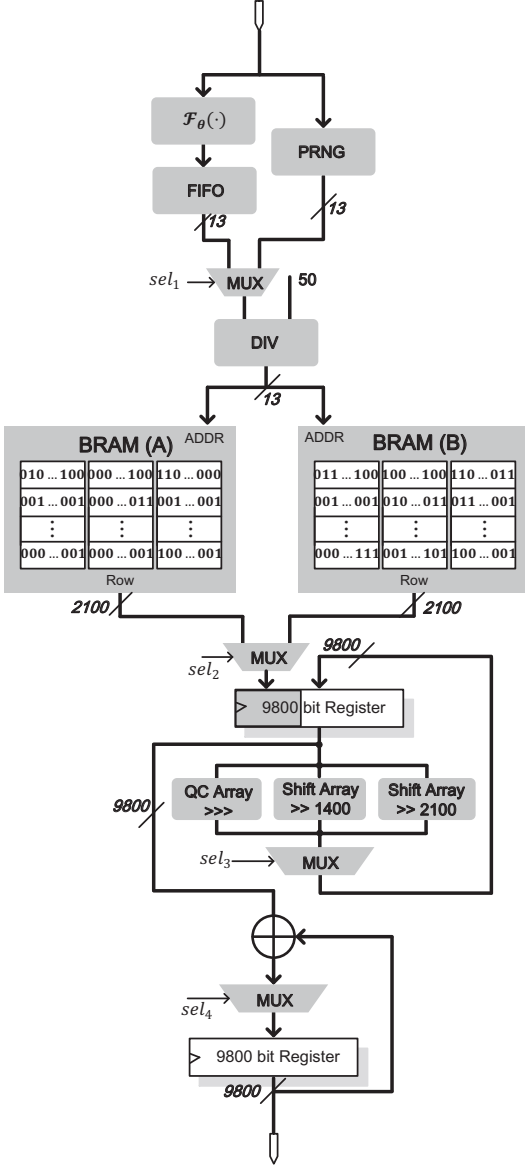 𝓕_θ(·)
PRNG
FIFO
13
13
sel₁
MUX
50
DIV
13
BRAM (A)
ADDR
010 ... 100 000 ... 100 110 ... 000
001 ... 001 000 ... 011 001 ... 001
⋮ ⋮ ⋮
000 ... 001 000 ... 001 100 ... 001
Row
2100
ADDR
BRAM (B)
011 ... 100 100 ... 100 110 ... 011
001 ... 001 010 ... 011 011 ... 001
⋮ ⋮ ⋮
000 ... 111 001 ... 101 100 ... 001
Row
2100
sel₂
MUX
9800
9800 bit Register
9800
QC Array
>>>
Shift Array
>> 1400
Shift Array
>> 2100
sel₃
MUX
sel₄
MUX
9800 bit Register
9800